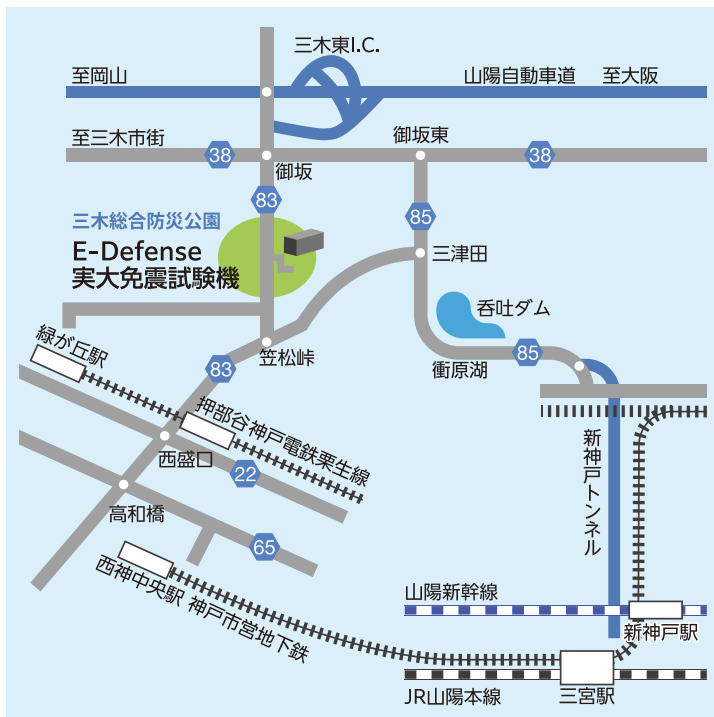 三木東I.C.
至岡山
山陽自動車道
至大阪
至三木市街
御坂東
38
38
御坂
83
85
三木総合防災公園
E-Defense
実大免震試験機
三津田
呑吐ダム
緑が丘駅
笠松峠
83
85
衝原湖
押部谷神戸電鉄粟生線
西盛口
22
新神戸トンネル
高和橋
65
西神中央駅 神戸市営地下鉄
山陽新幹線
新神戸駅
JR山陽本線
三宮駅